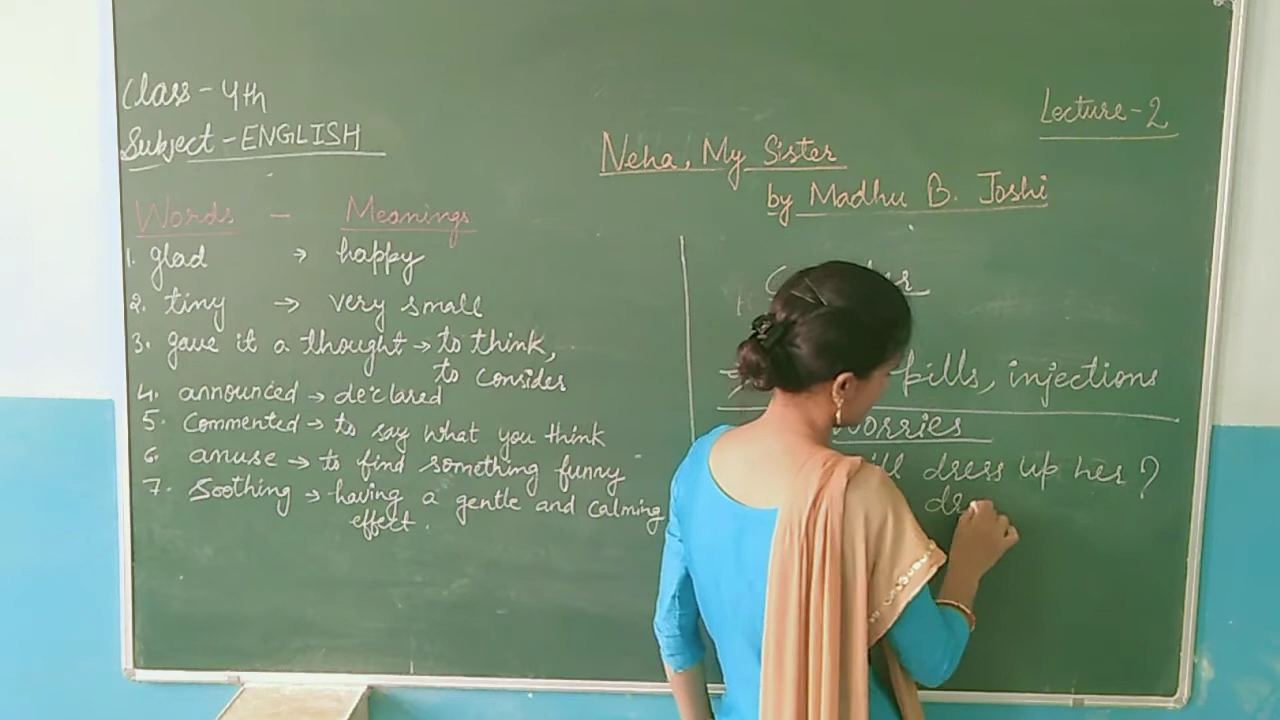 Class - 4th
Subject - ENGLISH
Lecture - 2
Neha, My Sister
by Madhu B. Joshi
Words - Meanings
1. glad → happy
2. tiny → very small
3. gave it a thought → to think,
to consider
4. announced → declared
5. Commented → to say what you think
6. amuse → to find something funny
7. Soothing → having a gentle and calming
effect.
pills, injections
Worries
dress up her ?